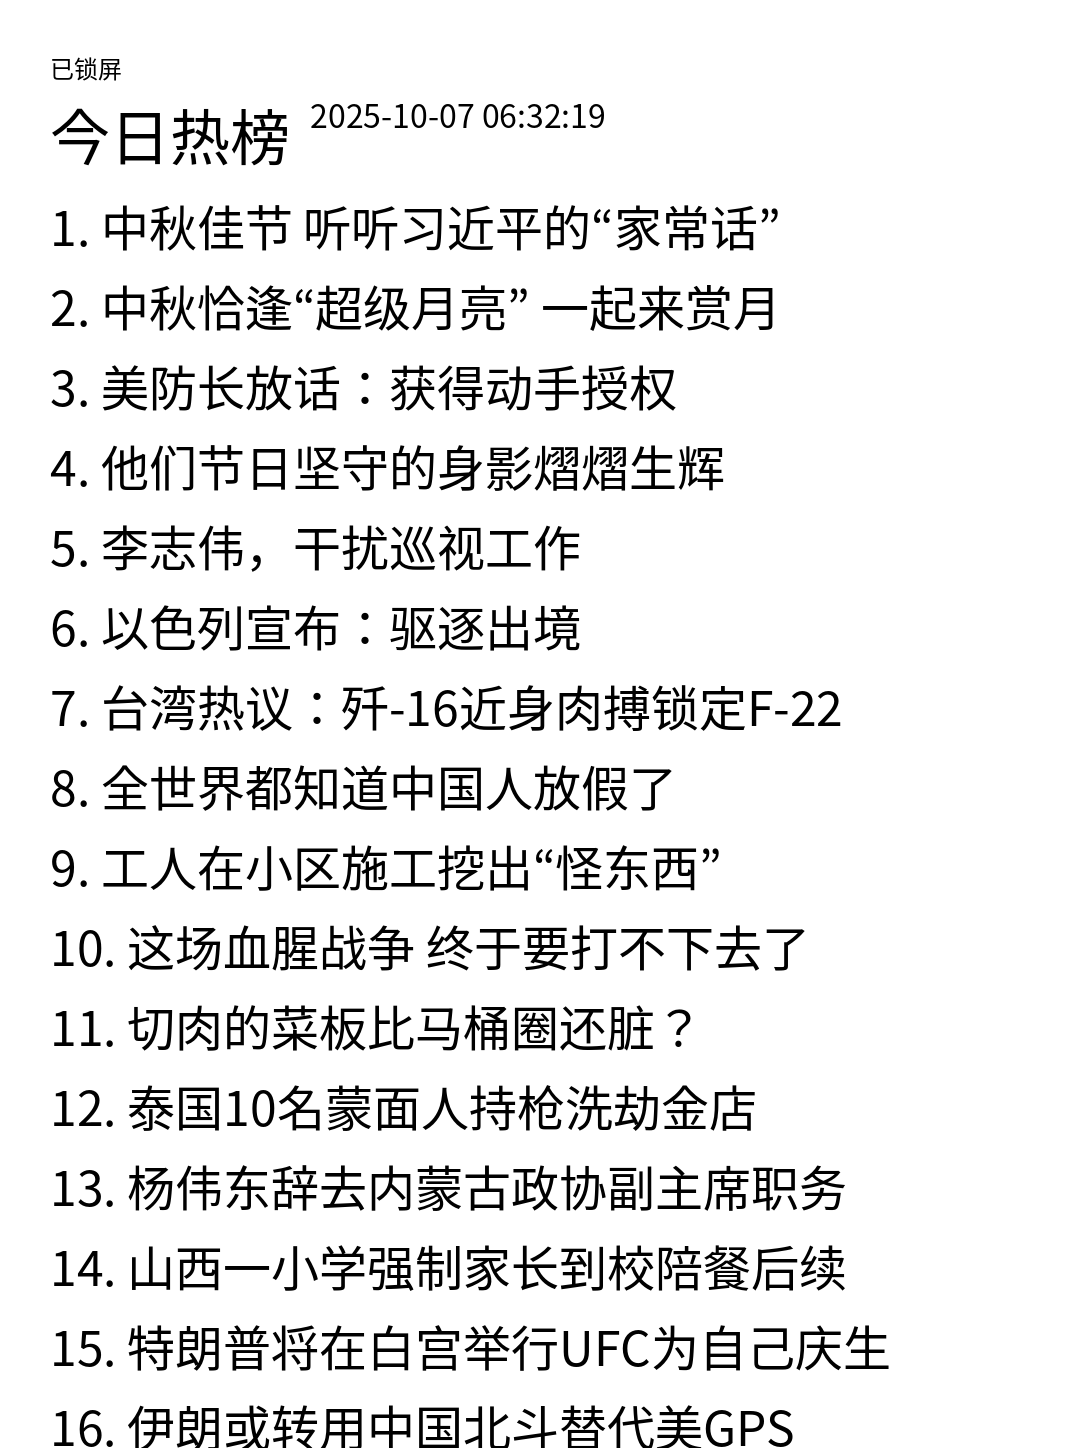 已锁屏
今日热榜 2025-10-07 06:32:19
1. 中秋佳节 听听习近平的“家常话”
2. 中秋恰逢“超级月亮” 一起来赏月
3. 美防长放话：获得动手授权
4. 他们节日坚守的身影熠熠生辉
5. 李志伟，干扰巡视工作
6. 以色列宣布：驱逐出境
7. 台湾热议：歼-16近身肉搏锁定F-22
8. 全世界都知道中国人放假了
9. 工人在小区施工挖出“怪东西”
10. 这场血腥战争 终于要打不下去了
11. 切肉的菜板比马桶圈还脏？
12. 泰国10名蒙面人持枪洗劫金店
13. 杨伟东辞去内蒙古政协副主席职务
14. 山西一小学强制家长到校陪餐后续
15. 特朗普将在白宫举行UFC为自己庆生
16. 伊朗或转用中国北斗替代美GPS